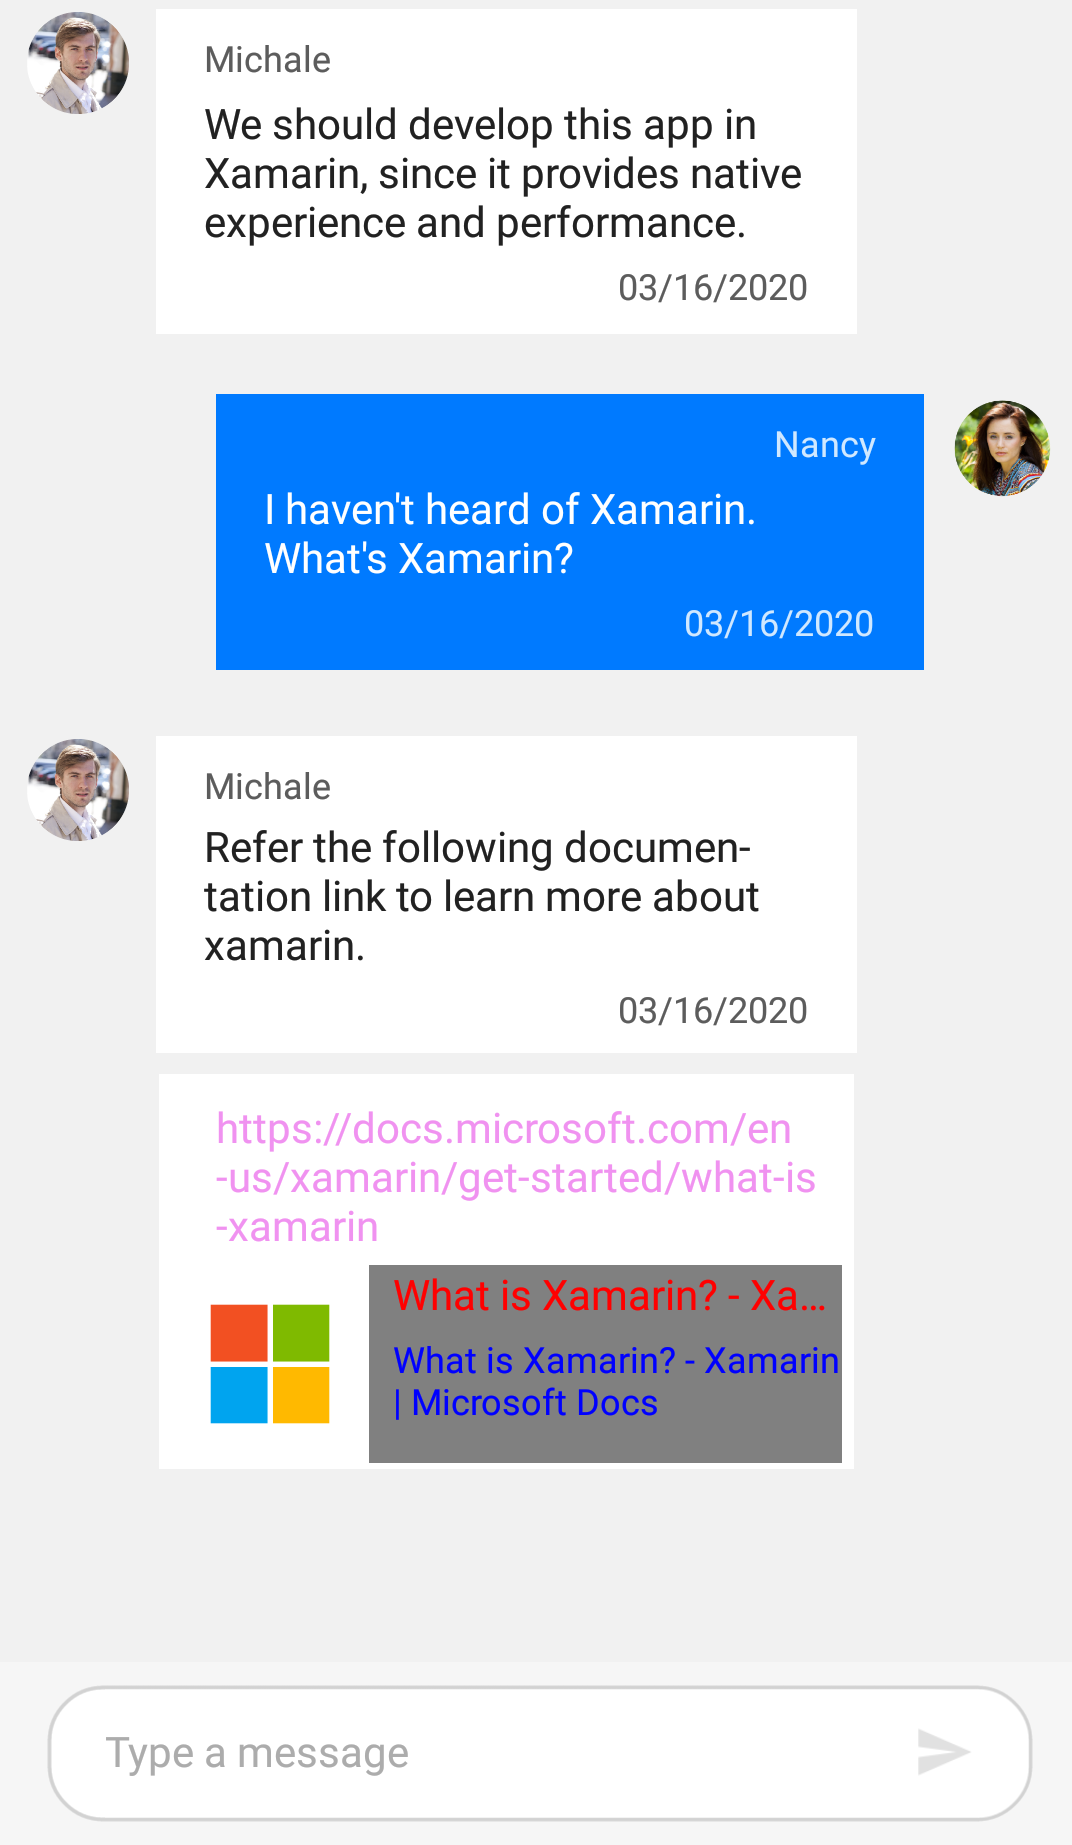 Michale
We should develop this app in
Xamarin, since it provides native
experience and performance.
03/16/2020
Nancy
I haven't heard of Xamarin.
What's Xamarin?
03/16/2020
Michale
Refer the following documen-
tation link to learn more about
xamarin.
03/16/2020
https://docs.microsoft.com/en
-us/xamarin/get-started/what-is
-xamarin
What is Xamarin? - Xa...
What is Xamarin? - Xamarin
| Microsoft Docs
Type a message